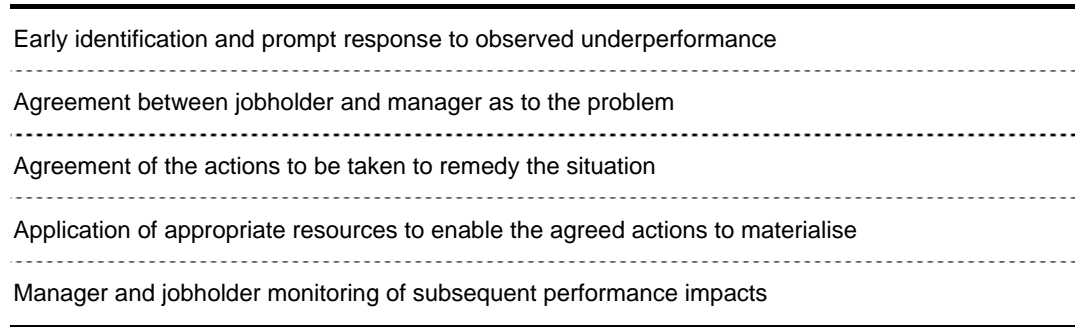 Early identification and prompt response to observed underperformance
Agreement between jobholder and manager as to the problem
Agreement of the actions to be taken to remedy the situation
Application of appropriate resources to enable the agreed actions to materialise
Manager and jobholder monitoring of subsequent performance impacts